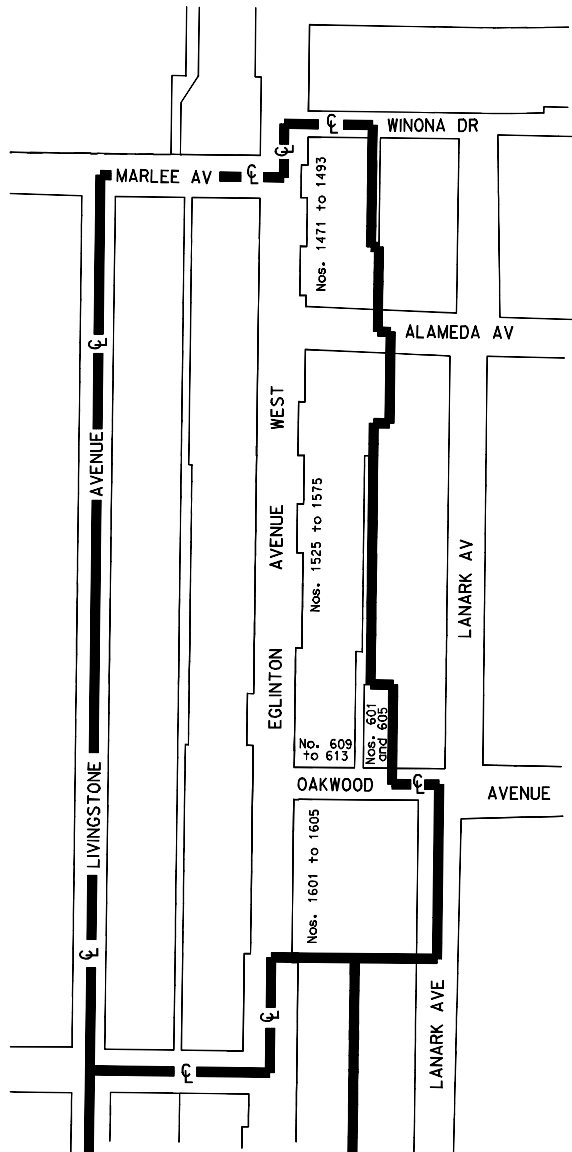 WINONA DR
℄
℄
MARLEE AV
℄
Nos. 1471 to 1493
ALAMEDA AV
℄
EGLINTON AVENUE WEST
LIVINGSTONE AVENUE
Nos. 1525 to 1575
LANARK AV
No. 609
to 613
Nos. 601
and 605
OAKWOOD AVENUE
℄
Nos. 1601 to 1605
℄
LANARK AVE
℄
℄